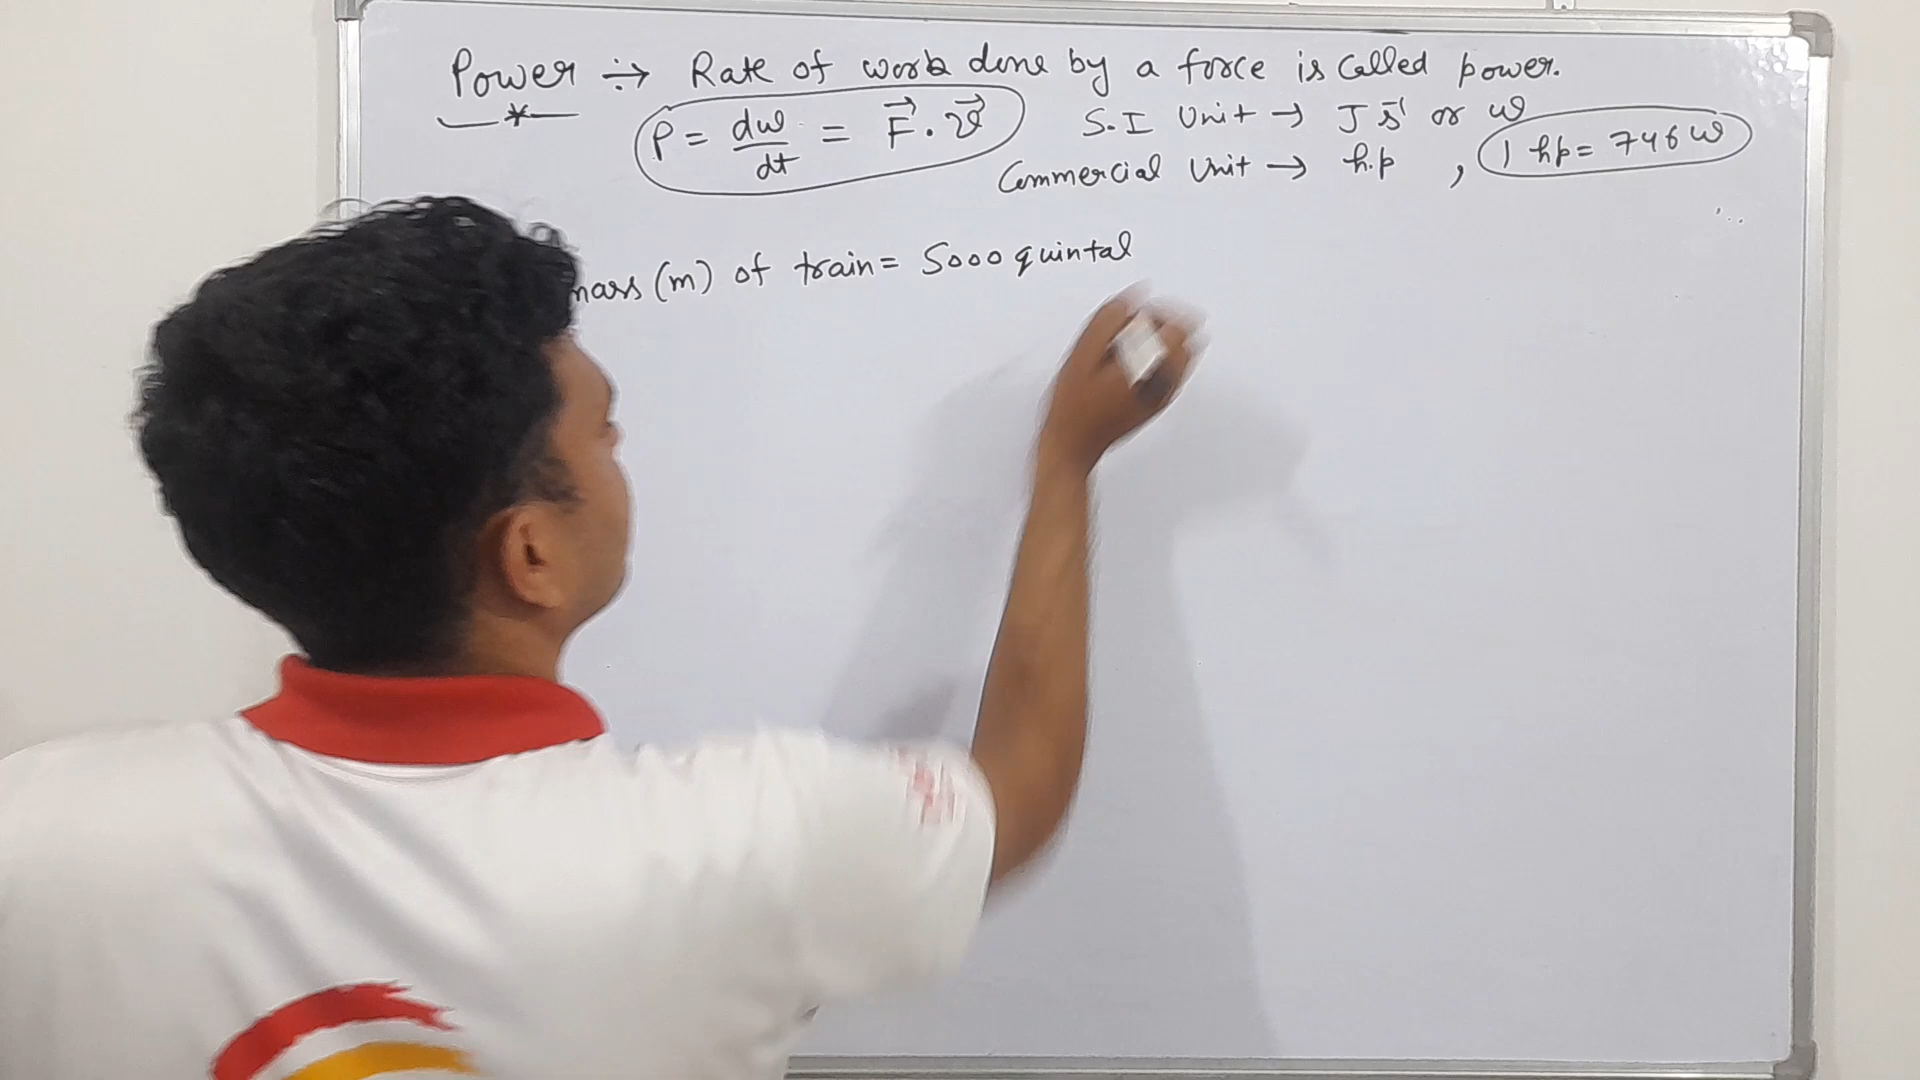 Power ÷→ Rate of work done by a force is called power.
P = dw/dt = F⃗ . v⃗
S.I Unit → J s⁻¹ or W
Commercial Unit → h.p , 1 hp = 746 W
mass (m) of train = 5000 quintal